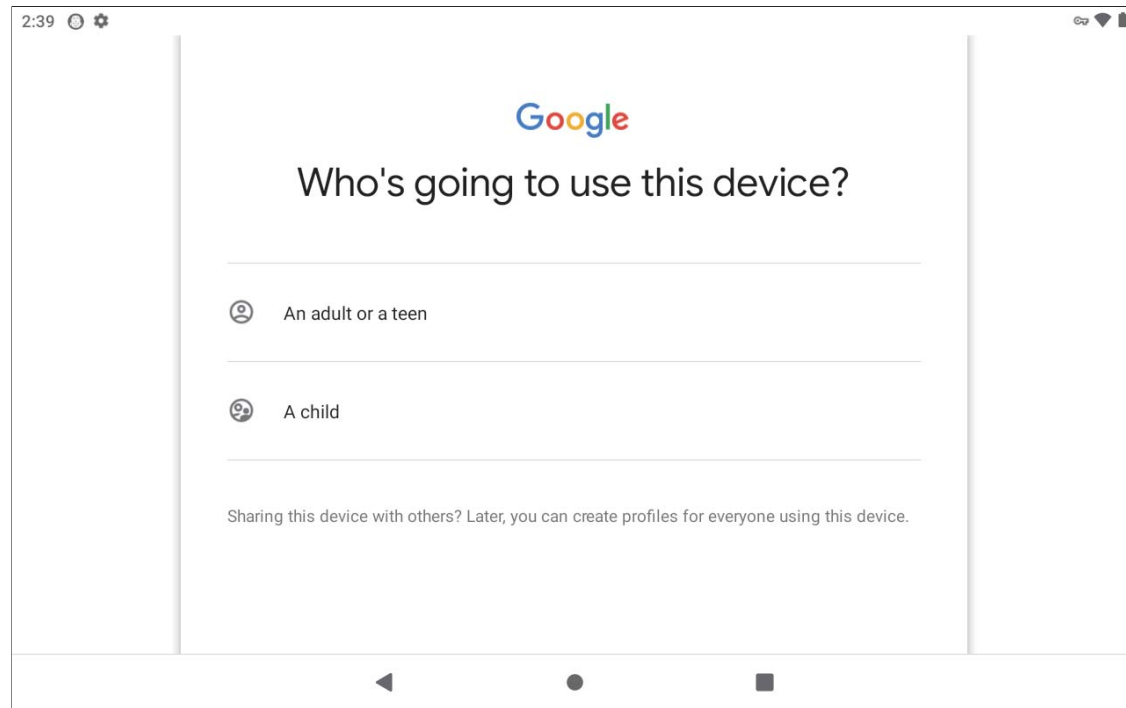 2:39
Google
Who's going to use this device?
An adult or a teen
A child
Sharing this device with others? Later, you can create profiles for everyone using this device.